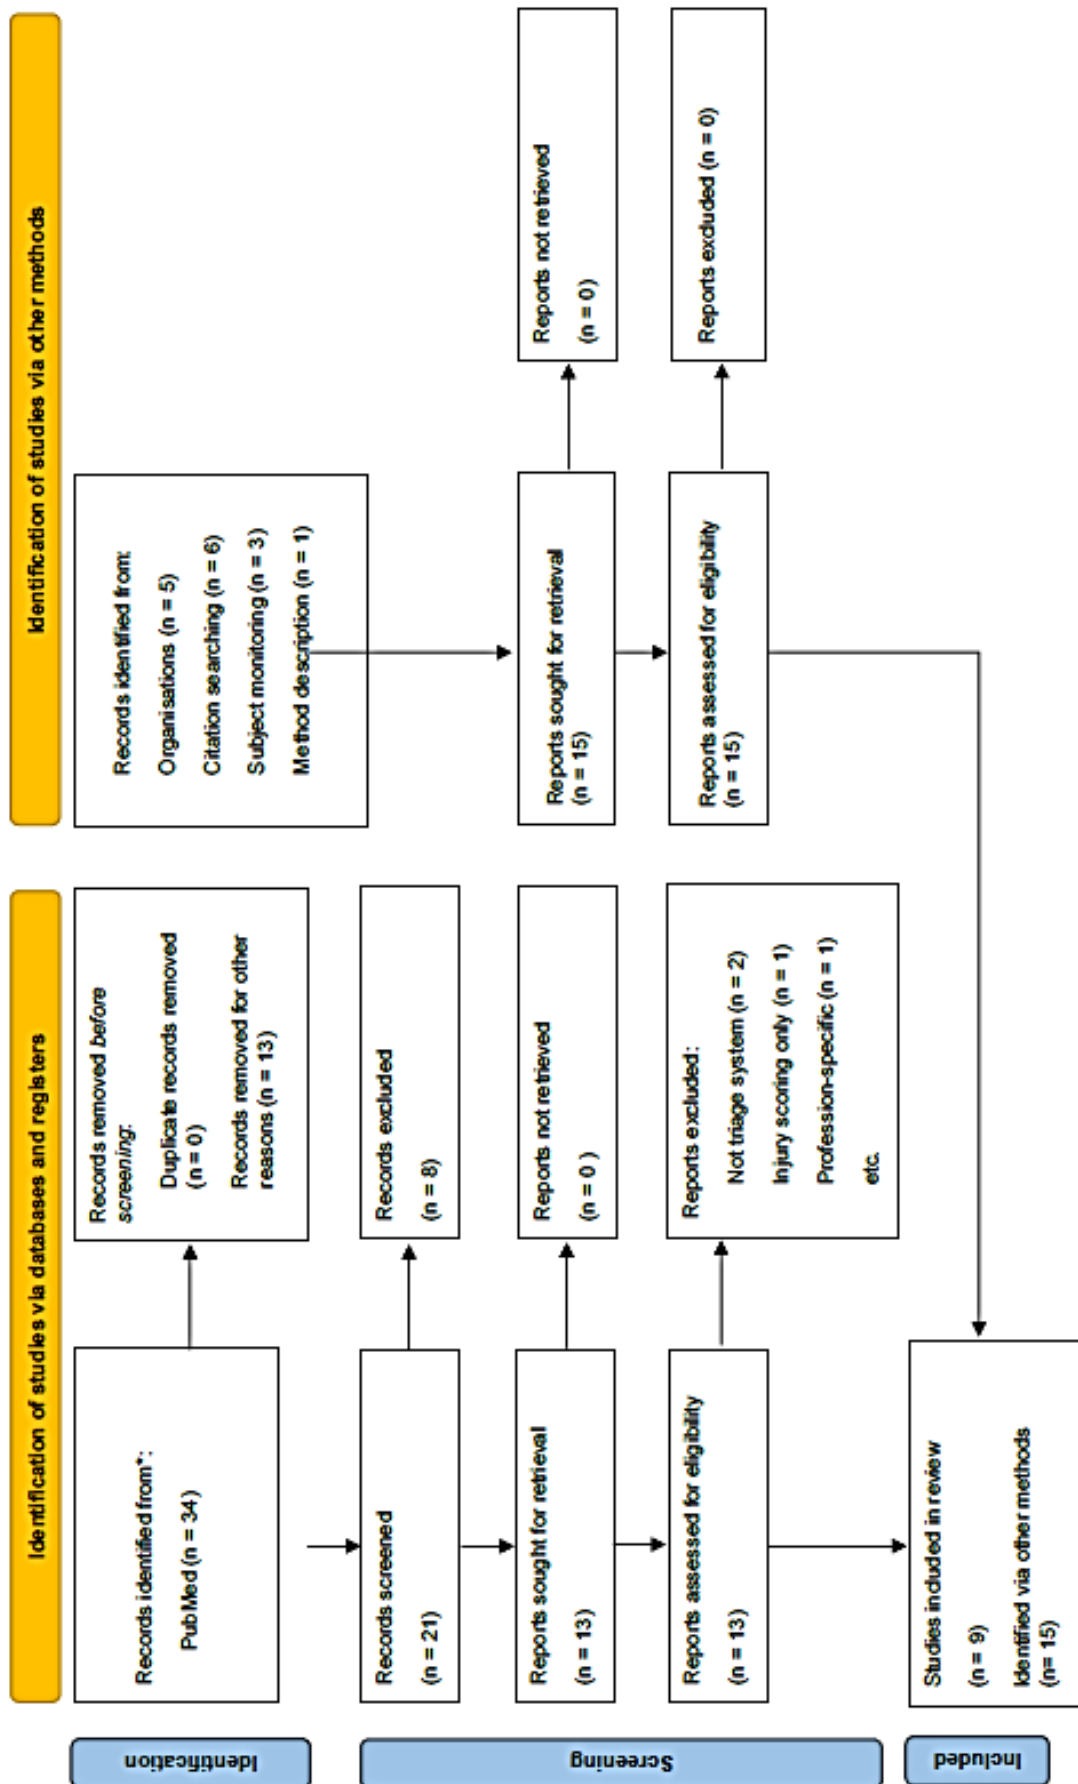 Identification of studies via databases and registers
Identification of studies via other methods
Identification
Records identified from*:
PubMed (n = 34)
Records removed before
screening:
Duplicate records removed
(n = 0)
Records removed for other
reasons (n = 13)
Records identified from:
Organisations (n = 5)
Citation searching (n = 6)
Subject monitoring (n = 3)
Method description (n = 1)
Screening
Records screened
(n = 21)
Records excluded
(n = 8)
Reports sought for retrieval
(n = 13)
Reports not retrieved
(n = 0 )
Reports sought for retrieval
(n = 15)
Reports not retrieved
(n = 0)
Reports assessed for eligibility
(n = 13)
Reports excluded:
Not triage system (n = 2)
Injury scoring only (n = 1)
Profession-specific (n = 1)
etc.
Reports assessed for eligibility
(n = 15)
Reports excluded (n = 0)
Included
Studies included in review
(n = 9)
Identified via other methods
(n= 15)